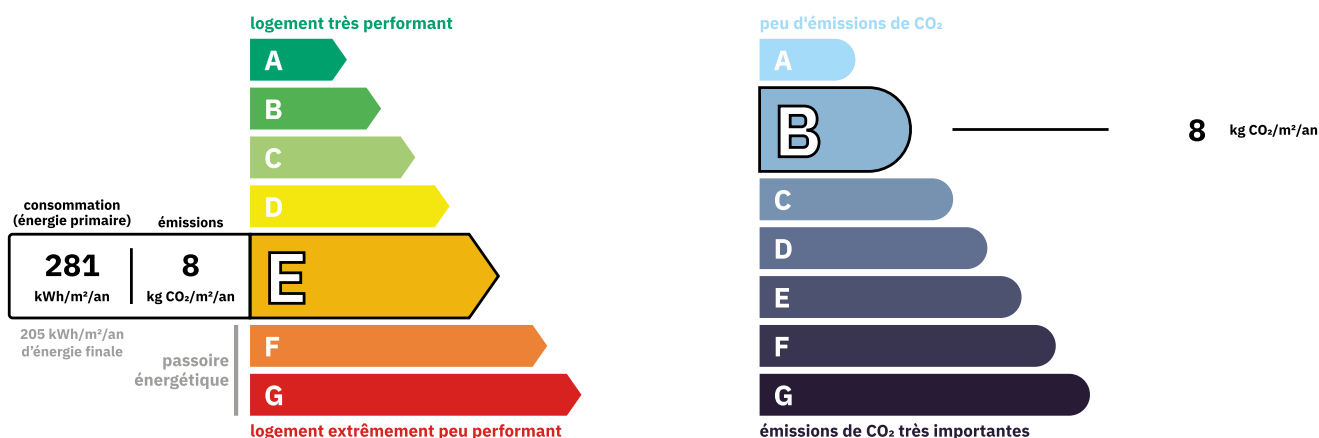 logement très performant
A
B
C
D
consommation
(énergie primaire)
émissions
281
kWh/m²/an
8
kg CO₂/m²/an
E
205 kWh/m²/an
d'énergie finale
passoire
énergétique
F
G
logement extrêmement peu performant
peu d'émissions de CO₂
A
B
8 kg CO₂/m²/an
C
D
E
F
G
émissions de CO₂ très importantes